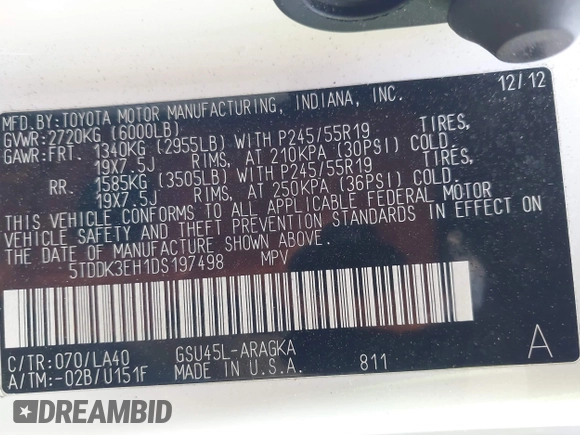 12/12
MFD.BY:TOYOTA MOTOR MANUFACTURING, INDIANA, INC.
GVWR:2720KG (6000LB)
GAWR:FRT. 1340KG (2955LB) WITH P245/55R19 TIRES,
19X7.5J RIMS, AT 210KPA (30PSI) COLD.
RR. 1585KG (3505LB) WITH P245/55R19 TIRES,
19X7.5J RIMS, AT 250KPA (36PSI) COLD.
THIS VEHICLE CONFORMS TO ALL APPLICABLE FEDERAL MOTOR
VEHICLE SAFETY AND THEFT PREVENTION STANDARDS IN EFFECT ON
THE DATE OF MANUFACTURE SHOWN ABOVE.
5TDDK3EH1DS197498 MPV
C/TR:070/LA40 GSU45L-ARAGKA A
A/TM:-02B/U151F MADE IN U.S.A. 811
DREAMBID